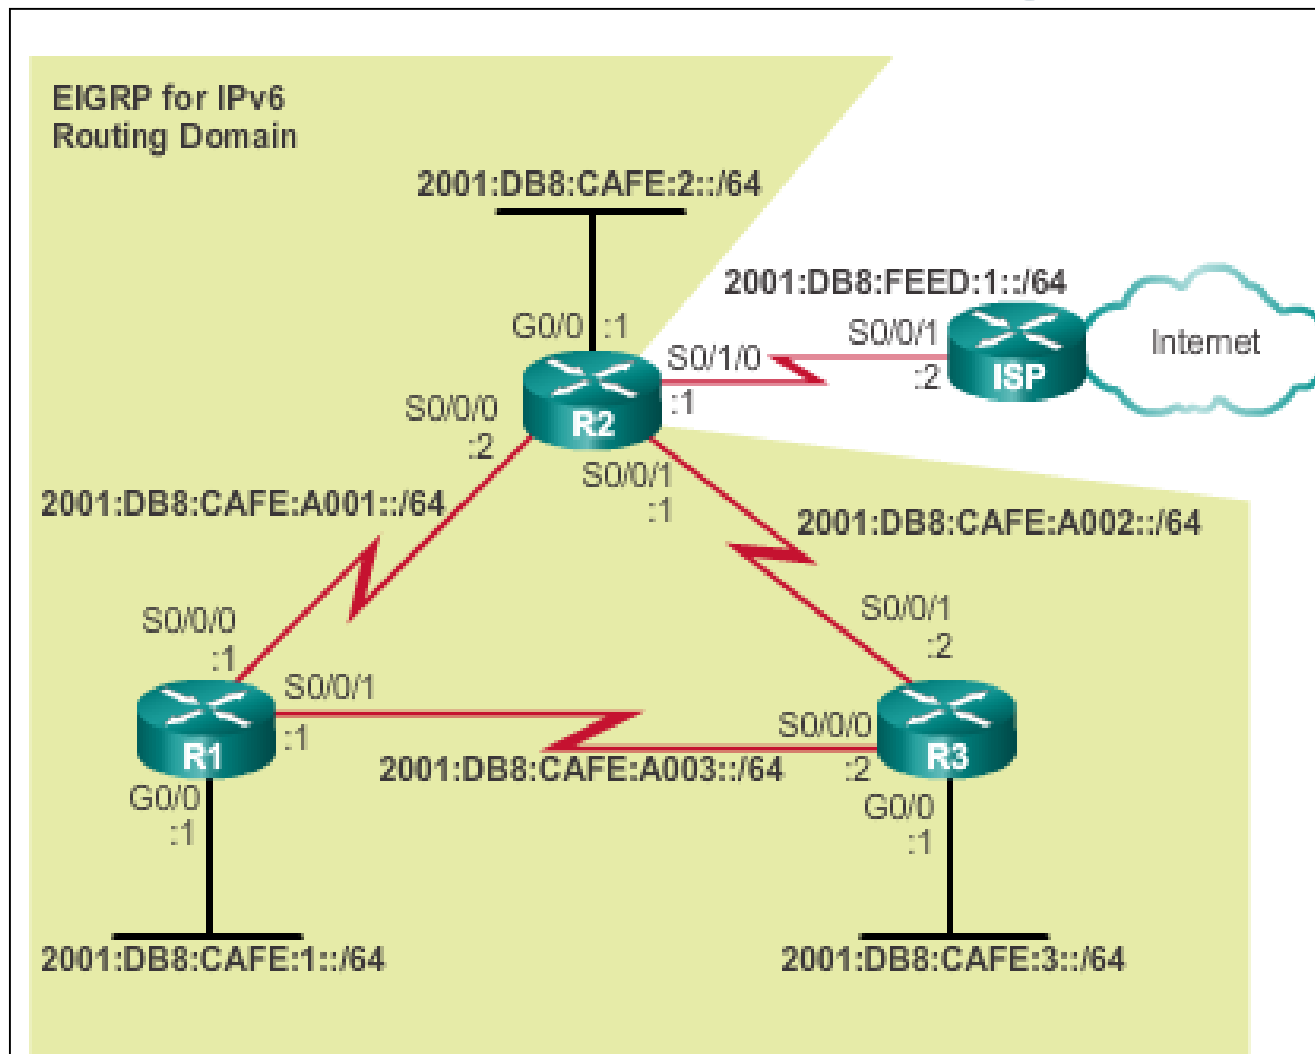 EIGRP for IPv6
Routing Domain
2001:DB8:CAFE:2::/64
2001:DB8:FEED:1::/64
G0/0 :1
S0/0/1
Internet
S0/1/0
:2
ISP
S0/0/0
:1
R2
:2
S0/0/1
2001:DB8:CAFE:A001::/64
:1
2001:DB8:CAFE:A002::/64
S0/0/0
S0/0/1
:1
:2
S0/0/1
S0/0/0
:1
R1
R3
2001:DB8:CAFE:A003::/64
:2
G0/0
G0/0
:1
:1
2001:DB8:CAFE:1::/64
2001:DB8:CAFE:3::/64